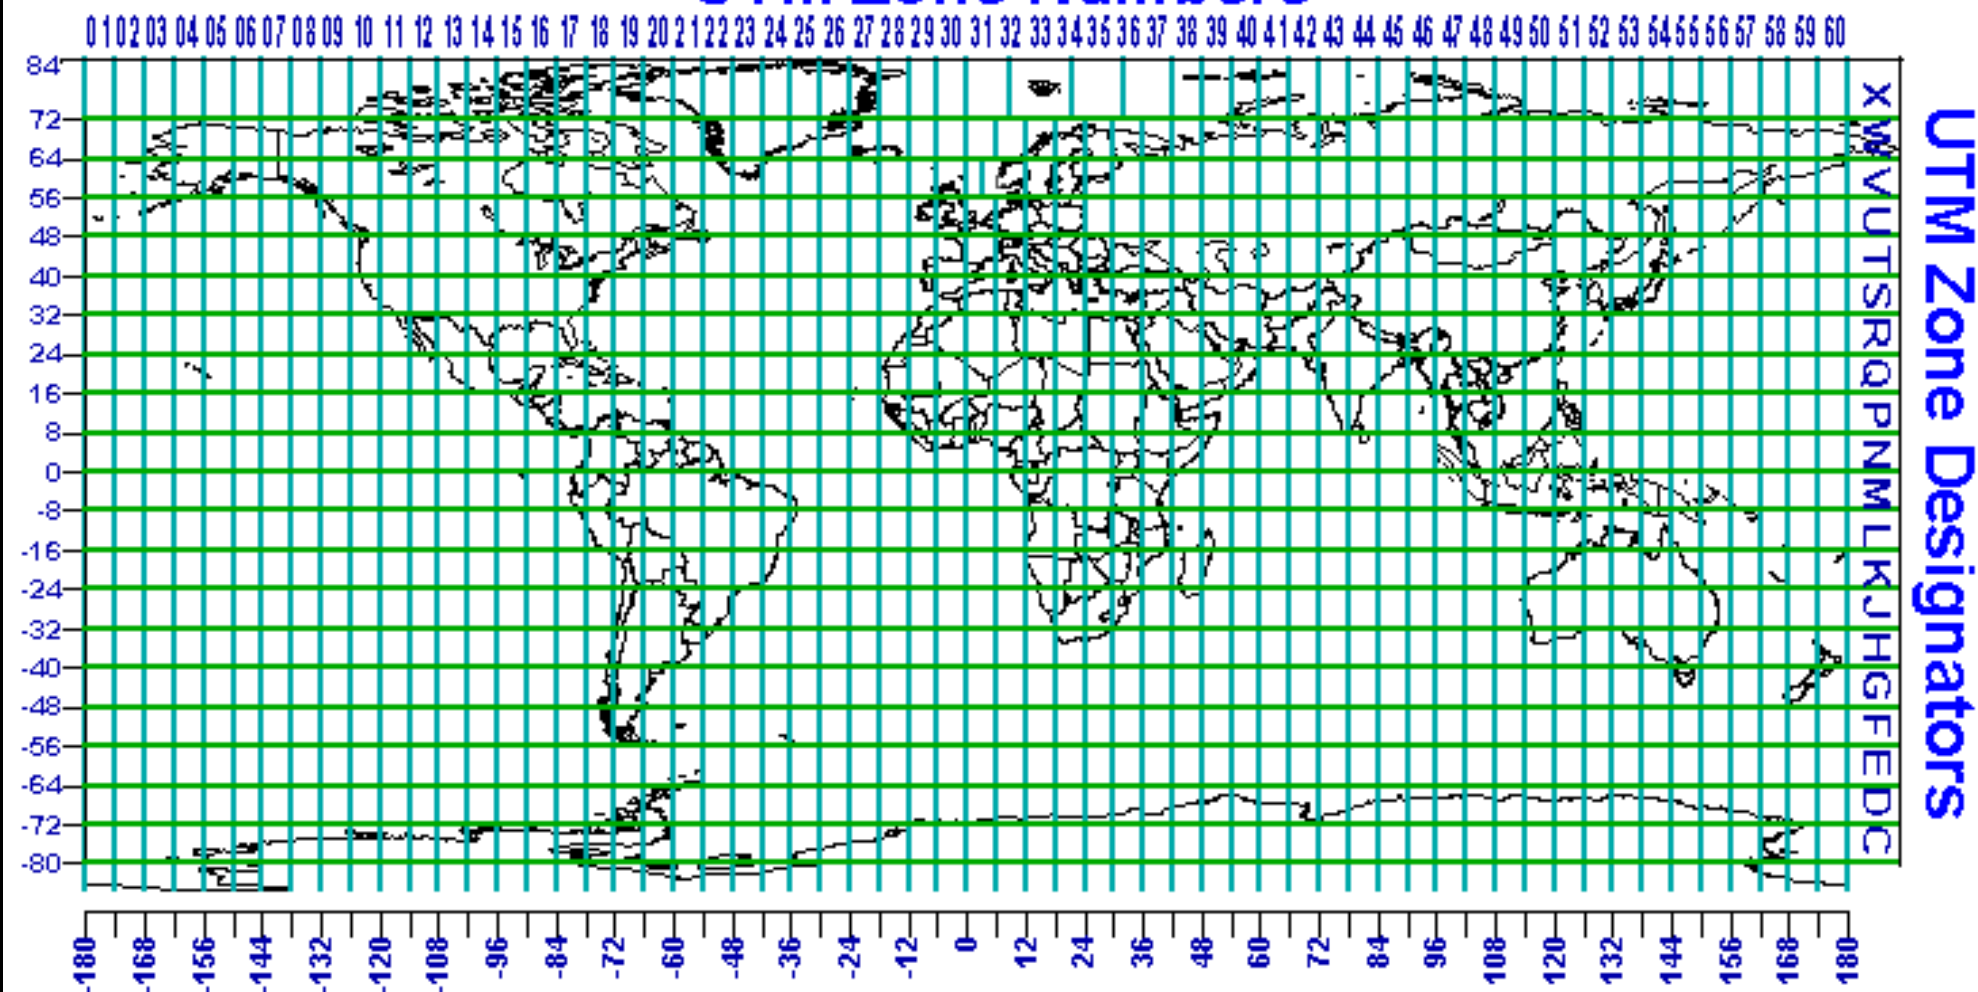 UTM Zone Numbers
01 02 03 04 05 06 07 08 09 10 11 12 13 14 15 16 17 18 19 20 21 22 23 24 25 26 27 28 29 30 31 32 33 34 35 36 37 38 39 40 41 42 43 44 45 46 47 48 49 50 51 52 53 54 55 56 57 58 59 60
84
72
64
56
48
40
32
24
16
8
0
-8
-16
-24
-32
-40
-48
-56
-64
-72
-80
X
W
V
U
T
S
R
Q
P
N
M
L
K
J
H
G
F
E
D
C
UTM Zone Designators
-180 -168 -156 -144 -132 -120 -108 -96 -84 -72 -60 -48 -36 -24 -12 0 12 24 36 48 60 72 84 96 108 120 132 144 156 168 180